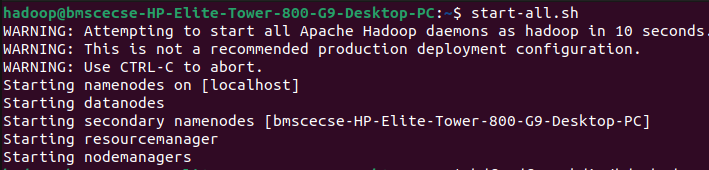 hadoop@bmscecse-HP-Elite-Tower-800-G9-Desktop-PC:~$ start-all.sh
WARNING: Attempting to start all Apache Hadoop daemons as hadoop in 10 seconds.
WARNING: This is not a recommended production deployment configuration.
WARNING: Use CTRL-C to abort.
Starting namenodes on [localhost]
Starting datanodes
Starting secondary namenodes [bmscecse-HP-Elite-Tower-800-G9-Desktop-PC]
Starting resourcemanager
Starting nodemanagers